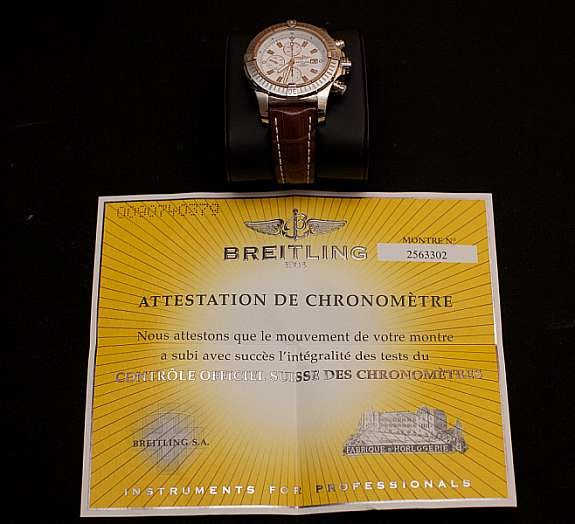 0090740879
BREITLING
1884
MONTRE N°
2563302
ATTESTATION DE CHRONOMÈTRE
Nous attestons que le mouvement de votre montre
a subi avec succès l'intégralité des tests du
CONTRÔLE OFFICIEL SUISSE DES CHRONOMÈTRES
BREITLING S.A.
FABRIQUE D'HORLOGERIE
INSTRUMENTS FOR PROFESSIONALS